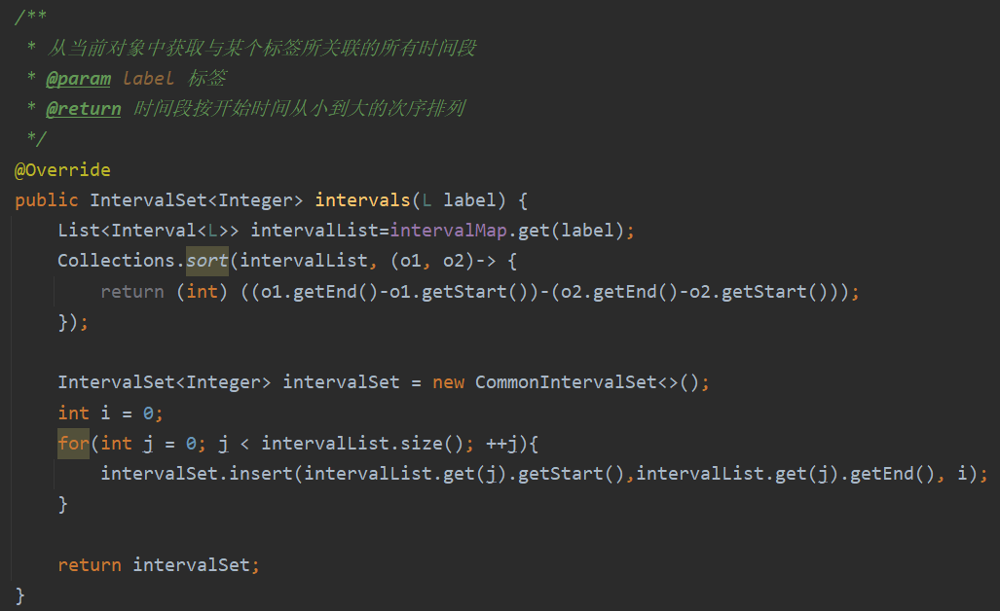 /**
 * 从当前对象中获取与某个标签所关联的所有时间段
 * @param label 标签
 * @return 时间段按开始时间从小到大的次序排列
 */
@Override
public IntervalSet<Integer> intervals(L label) {
    List<Interval<L>> intervalList=intervalMap.get(label);
    Collections.sort(intervalList, (o1, o2)-> {
        return (int) ((o1.getEnd()-o1.getStart())-(o2.getEnd()-o2.getStart()));
    });

    IntervalSet<Integer> intervalSet = new CommonIntervalSet<>();
    int i = 0;
    for(int j = 0; j < intervalList.size(); ++j){
        intervalSet.insert(intervalList.get(j).getStart(),intervalList.get(j).getEnd(), i);
    }

    return intervalSet;
}